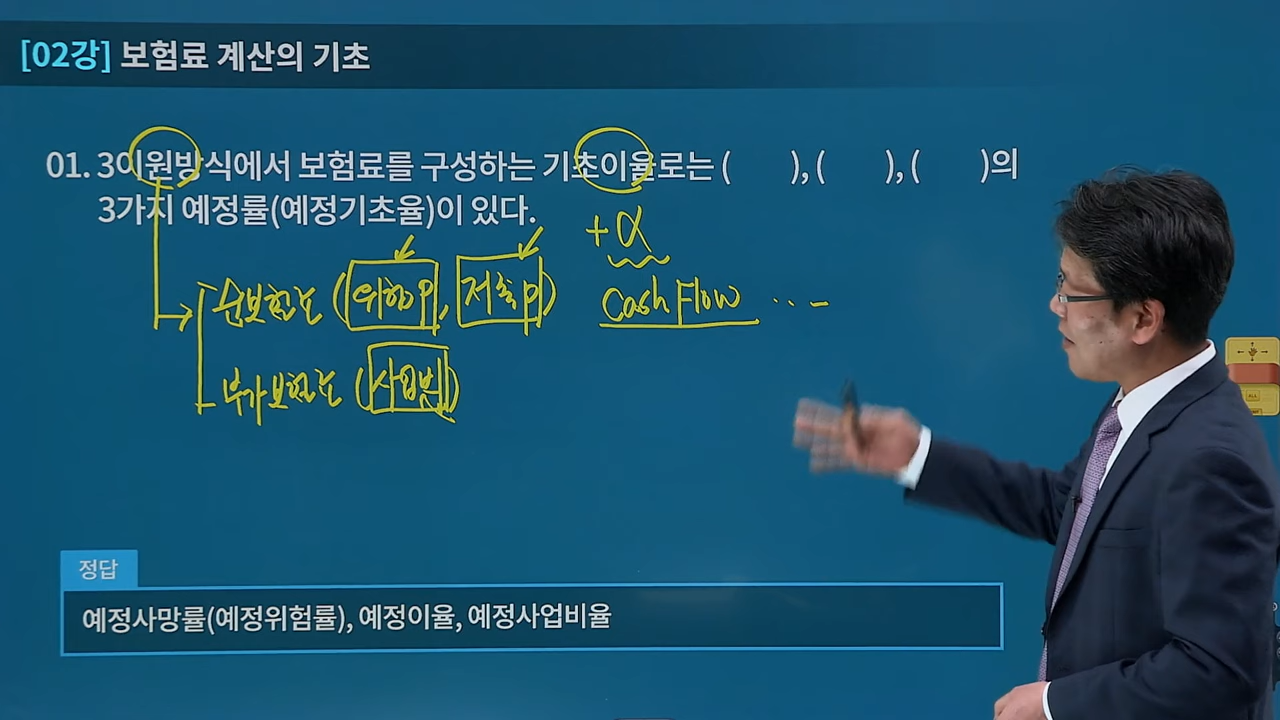 [02강] 보험료 계산의 기초
01. 3이원방식에서 보험료를 구성하는 기초이율로는 ( ), ( ), ( )의
3가지 예정률(예정기초율)이 있다.
+α
순보험료 (위험P, 저축P) Cash Flow ...
부가보험료 (사업비)
정답
예정사망률(예정위험률), 예정이율, 예정사업비율